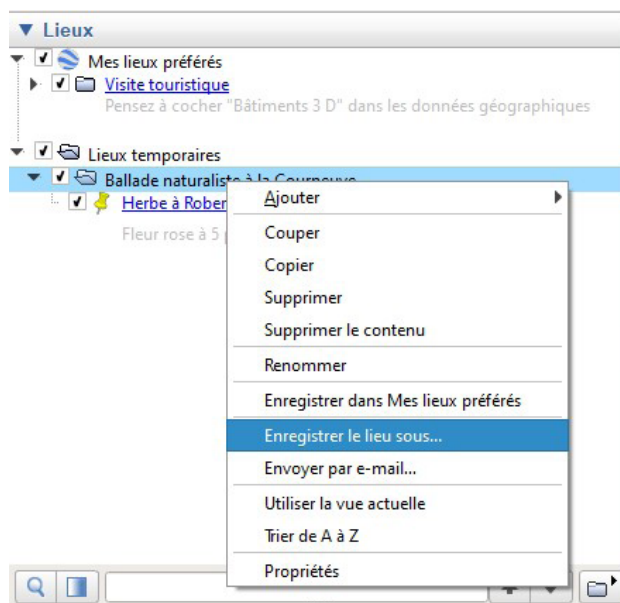 Lieux
Mes lieux préférés
Visite touristique
Pensez à cocher "Bâtiments 3 D" dans les données géographiques
Lieux temporaires
Ballade naturaliste à la Courneuve
Herbe à Rober
Fleur rose à 5
Ajouter
Couper
Copier
Supprimer
Supprimer le contenu
Renommer
Enregistrer dans Mes lieux préférés
Enregistrer le lieu sous...
Envoyer par e-mail...
Utiliser la vue actuelle
Trier de A à Z
Propriétés